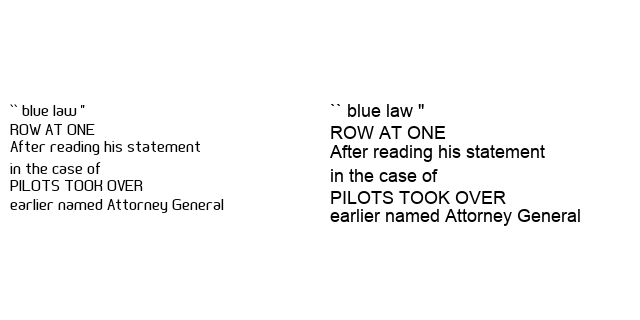 `` blue law "
ROW AT ONE
After reading his statement
in the case of
PILOTS TOOK OVER
earlier named Attorney General
`` blue law "
ROW AT ONE
After reading his statement
in the case of
PILOTS TOOK OVER
earlier named Attorney General